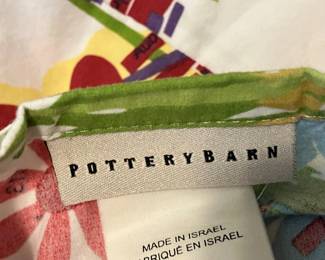 POTTERYBARN
MADE IN ISRAEL
FABRIQUÉ EN ISRAEL